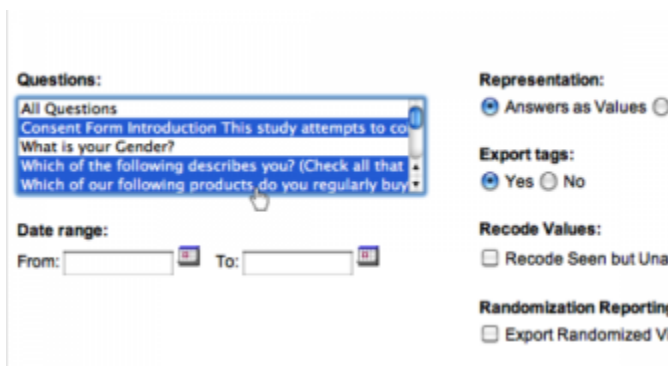 Questions:
All Questions
Consent Form Introduction This study attempts to co
What is your Gender?
Which of the following describes you? (Check all that
Which of our following products do you regularly buy
Date range:
From: To:
Representation:
Answers as Values
Export tags:
Yes No
Recode Values:
Recode Seen but Una
Randomization Reporting
Export Randomized Vi